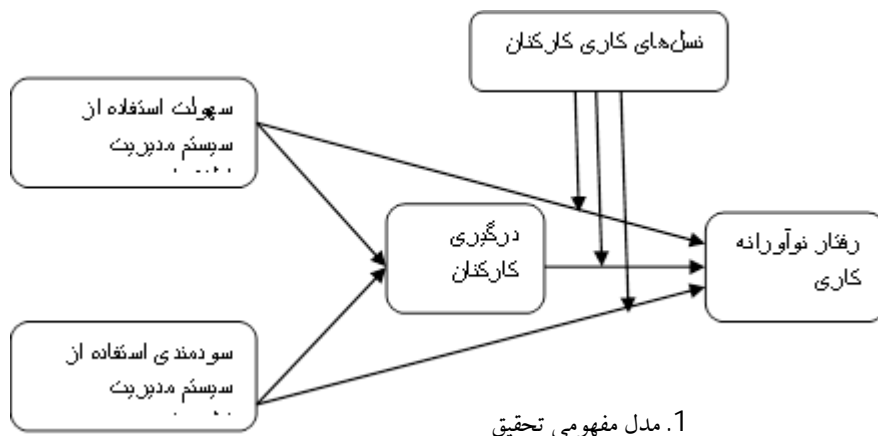 نسل‌های کاری کارکنان
سهولت استفاده از
سیستم مدیریت
درگیری
کارکنان
رفتار نوآورانه
کاری
سودمندی استفاده از
سیستم مدیریت
1. مدل مفهومی تحقیق